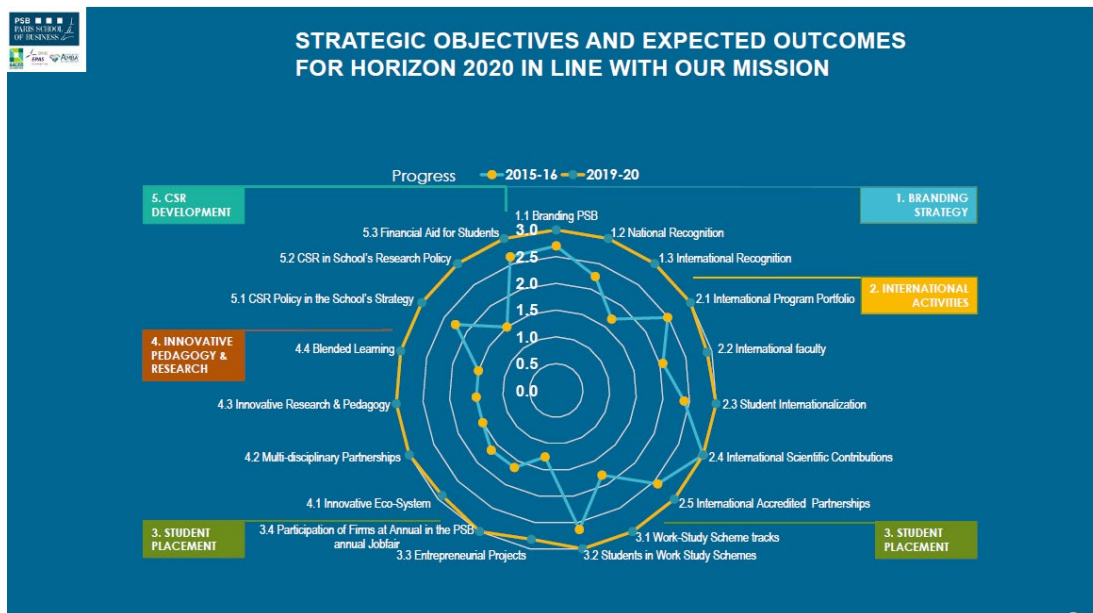 PSB
PARIS SCHOOL
OF BUSINESS
EPAS
AMBA
STRATEGIC OBJECTIVES AND EXPECTED OUTCOMES
FOR HORIZON 2020 IN LINE WITH OUR MISSION
Progress 2015-16 2019-20
5. CSR
DEVELOPMENT
1. BRANDING
STRATEGY
1.1 Branding PSB
5.3 Financial Aid for Students
3.0
1.2 National Recognition
5.2 CSR in School's Research Policy
2.5
1.3 International Recognition
2. INTERNATIONAL
ACTIVITIES
5.1 CSR Policy in the School's Strategy
2.0
2.1 International Program Portfolio
1.5
4. INNOVATIVE
PEDAGOGY &
RESEARCH
4.4 Blended Learning
1.0
2.2 International faculty
0.5
0.0
4.3 Innovative Research & Pedagogy
2.3 Student Internationalization
4.2 Multi-disciplinary Partnerships
2.4 International Scientific Contributions
4.1 Innovative Eco-System
2.5 International Accredited Partnerships
3. STUDENT
PLACEMENT
3.4 Participation of Firms at Annual in the PSB
annual Jobfair
3.1 Work-Study Scheme tracks
3. STUDENT
PLACEMENT
3.3 Entrepreneurial Projects
3.2 Students in Work Study Schemes